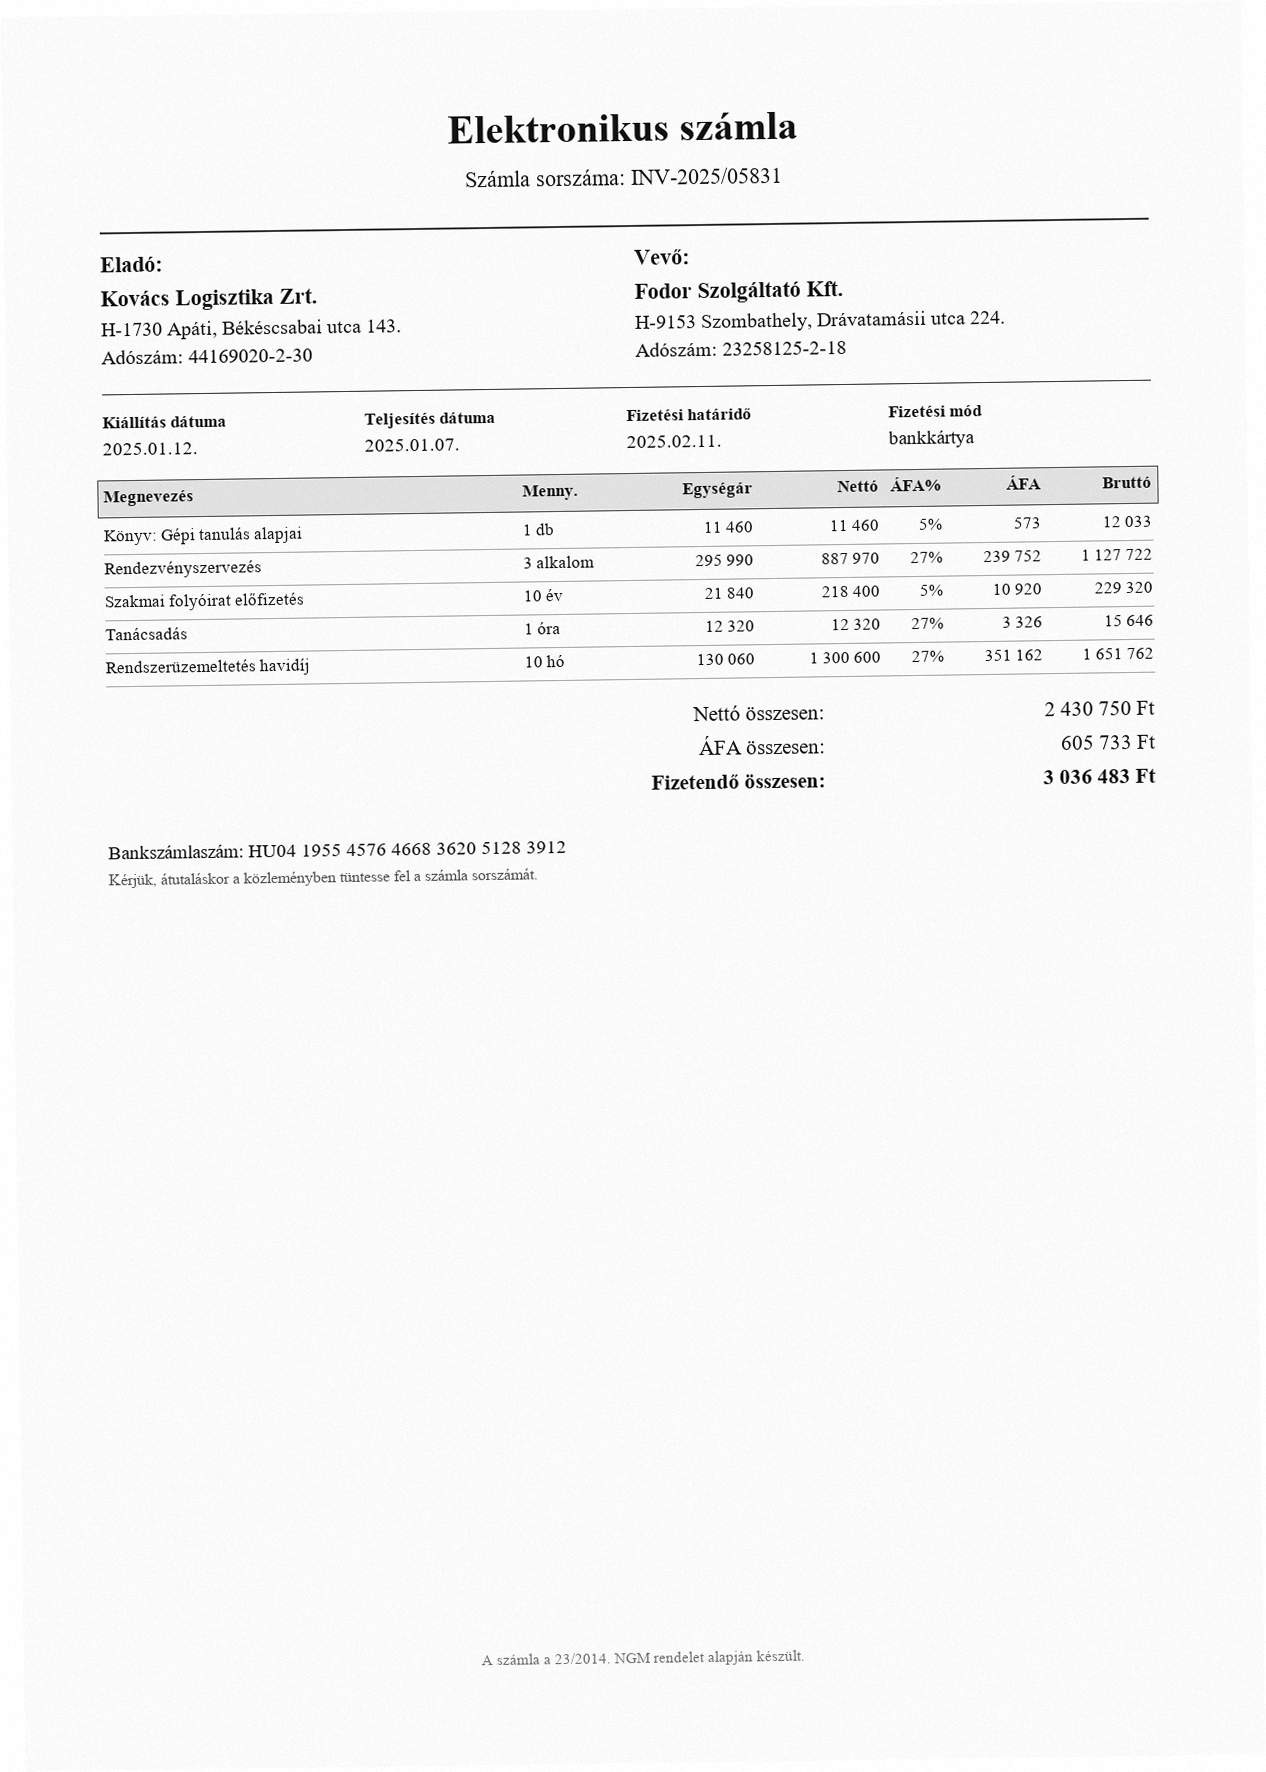 Elektronikus számla
Számla sorszáma: INV-2025/05831
Eladó:
Kovács Logisztika Zrt.
H-1730 Apáti, Békéscsabai utca 143.
Adószám: 44169020-2-30
Vevő:
Fodor Szolgáltató Kft.
H-9153 Szombathely, Drávatamásii utca 224.
Adószám: 23258125-2-18
Kiállítás dátuma Teljesítés dátuma Fizetési határidő Fizetési mód
2025.01.12. 2025.01.07. 2025.02.11. bankkártya
Megnevezés Menny. Egységár Nettó ÁFA% ÁFA Bruttó
Könyv: Gépi tanulás alapjai 1 db 11 460 11 460 5% 573 12 033
Rendezvényszervezés 3 alkalom 295 990 887 970 27% 239 752 1 127 722
Szakmai folyóirat előfizetés 10 év 21 840 218 400 5% 10 920 229 320
Tanácsadás 1 óra 12 320 12 320 27% 3 326 15 646
Rendszerüzemeltetés havidíj 10 hó 130 060 1 300 600 27% 351 162 1 651 762
Nettó összesen: 2 430 750 Ft
ÁFA összesen: 605 733 Ft
Fizetendő összesen: 3 036 483 Ft
Bankszámlaszám: HU04 1955 4576 4668 3620 5128 3912
Kérjük, átutaláskor a közleményben tüntesse fel a számla sorszámát.
A számla a 23/2014. NGM rendelet alapján készült.